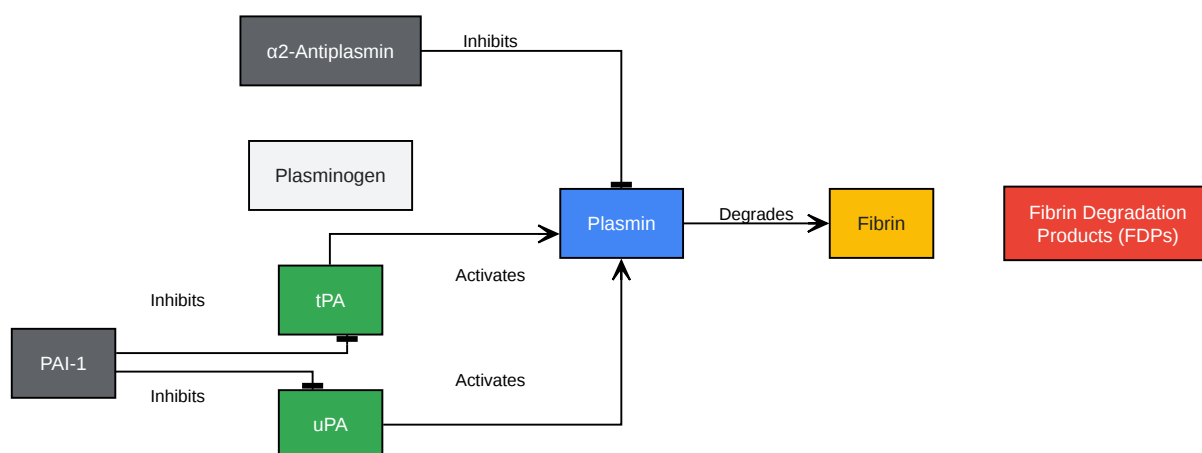 α2-Antiplasmin
Inhibits
Plasminogen
Plasmin
Degrades
Fibrin
Fibrin Degradation
Products (FDPs)
Activates
tPA
Inhibits
PAI-1
Inhibits
Activates
uPA